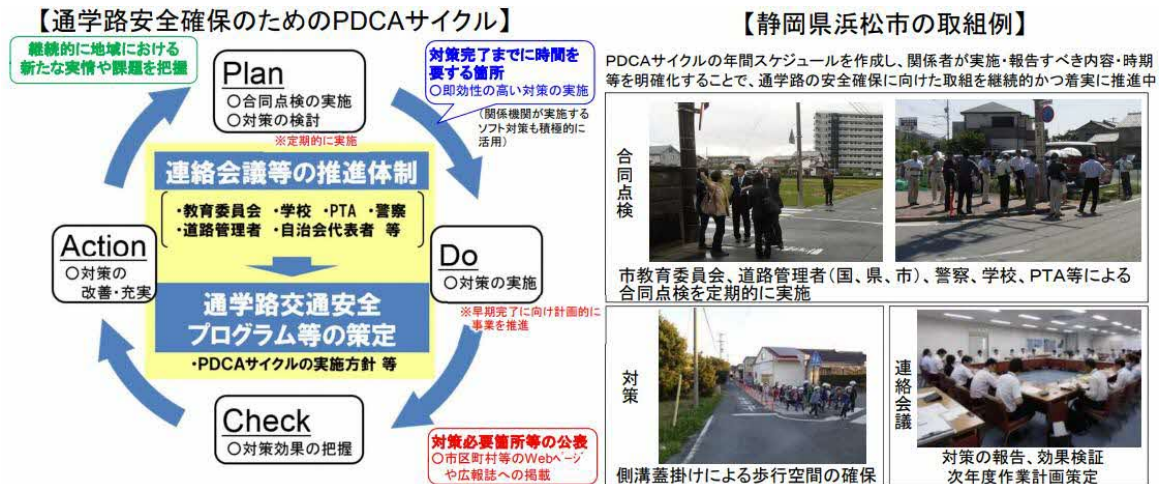 【通学路安全確保のためのPDCAサイクル】
継続的に地域における
新たな実情や課題を把握
Plan
○合同点検の実施
○対策の検討
※定期的に実施
対策完了までに時間を
要する箇所
○即効性の高い対策の実施
(関係機関が実施する
ソフト対策も積極的に
活用)
連絡会議等の推進体制
・教育委員会 ・学校 ・PTA ・警察
・道路管理者 ・自治会代表者 等
Action
○対策の
改善・充実
Do
○対策の実施
※早期完了に向け計画的に
事業を推進
通学路交通安全
プログラム等の策定
・PDCAサイクルの実施方針 等
Check
○対策効果の把握
対策必要箇所等の公表
○市区町村等のWebページ
や広報誌への掲載
【静岡県浜松市の取組例】
PDCAサイクルの年間スケジュールを作成し、関係者が実施・報告すべき内容・時期
等を明確化することで、通学路の安全確保に向けた取組を継続的かつ着実に推進中
合同点検
市教育委員会、道路管理者(国、県、市)、警察、学校、PTA等による
合同点検を定期的に実施
対策
側溝蓋掛けによる歩行空間の確保
連絡会議
対策の報告、効果検証
次年度作業計画策定